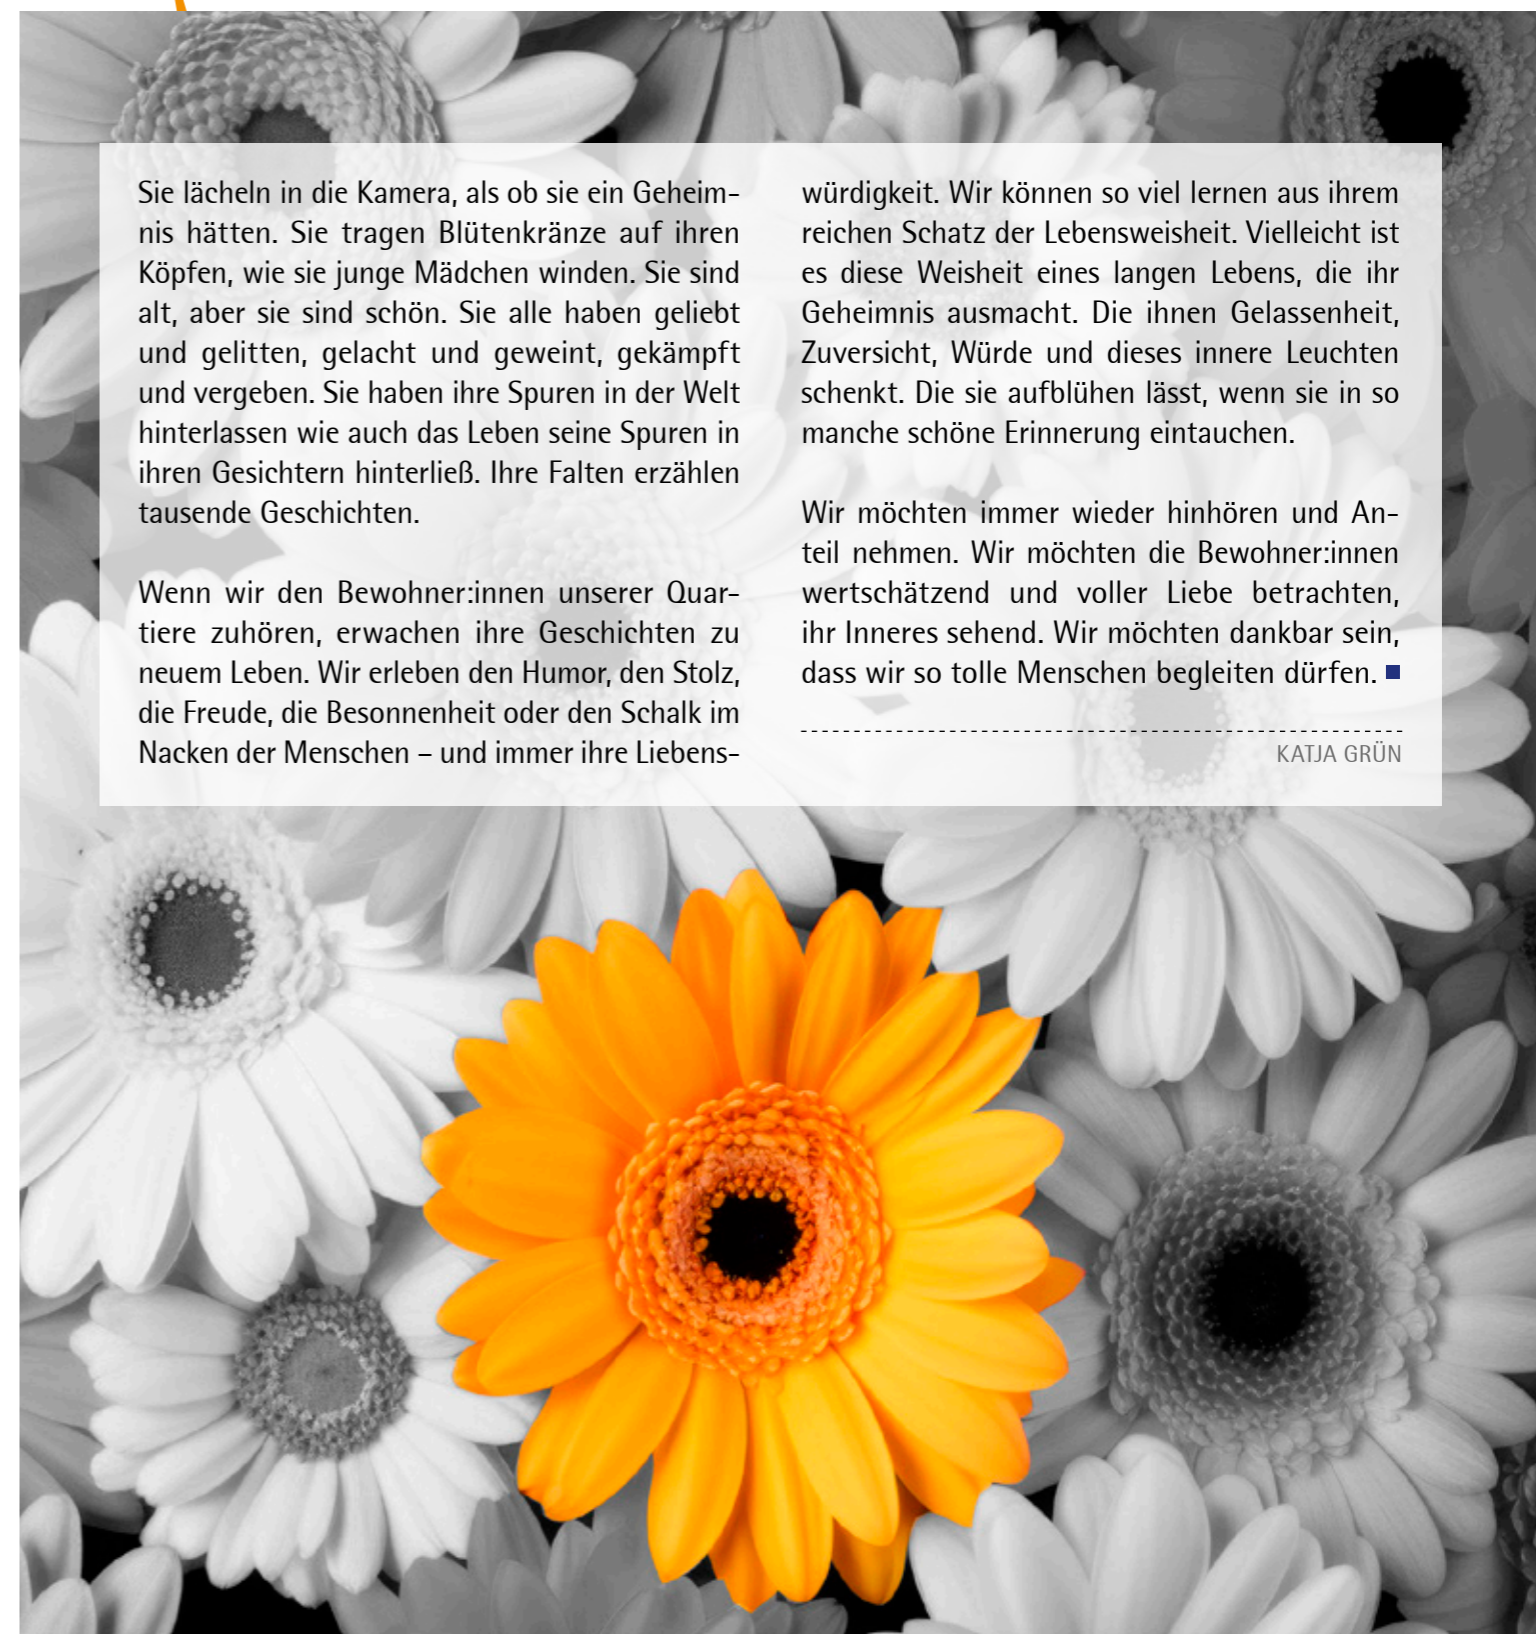 Sie lächeln in die Kamera, als ob sie ein Geheim-
nis hätten. Sie tragen Blütenkränze auf ihren
Köpfen, wie sie junge Mädchen winden. Sie sind
alt, aber sie sind schön. Sie alle haben geliebt
und gelitten, gelacht und geweint, gekämpft
und vergeben. Sie haben ihre Spuren in der Welt
hinterlassen wie auch das Leben seine Spuren in
ihren Gesichtern hinterließ. Ihre Falten erzählen
tausende Geschichten.
Wenn wir den Bewohner:innen unserer Quar-
tiere zuhören, erwachen ihre Geschichten zu
neuem Leben. Wir erleben den Humor, den Stolz,
die Freude, die Besonnenheit oder den Schalk im
Nacken der Menschen – und immer ihre Liebens-
würdigkeit. Wir können so viel lernen aus ihrem
reichen Schatz der Lebensweisheit. Vielleicht ist
es diese Weisheit eines langen Lebens, die ihr
Geheimnis ausmacht. Die ihnen Gelassenheit,
Zuversicht, Würde und dieses innere Leuchten
schenkt. Die sie aufblühen lässt, wenn sie in so
manche schöne Erinnerung eintauchen.
Wir möchten immer wieder hinhören und An-
teil nehmen. Wir möchten die Bewohner:innen
wertschätzend und voller Liebe betrachten,
ihr Inneres sehend. Wir möchten dankbar sein,
dass wir so tolle Menschen begleiten dürfen.
KATJA GRÜN